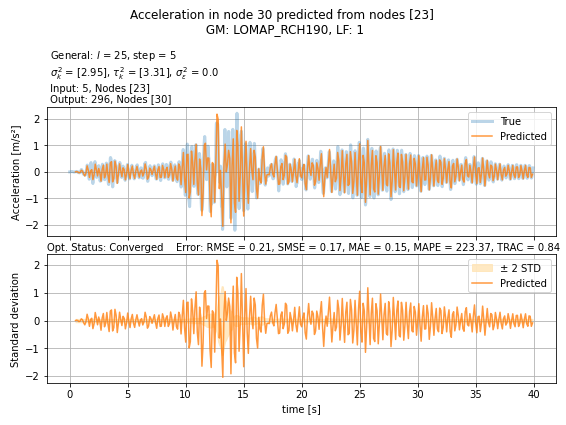 Acceleration in node 30 predicted from nodes [23]
GM: LOMAP_RCH190, LF: 1
General: l = 25, step = 5
σ²ₖ = [2.95], τ²ₖ = [3.31], σ²ε = 0.0
Input: 5, Nodes [23]
Output: 296, Nodes [30]
Acceleration [m/s²]
2
1
0
−1
−2
True
Predicted
Opt. Status: Converged Error: RMSE = 0.21, SMSE = 0.17, MAE = 0.15, MAPE = 223.37, TRAC = 0.84
Standard deviation
2
1
0
−1
−2
± 2 STD
Predicted
0 5 10 15 20 25 30 35 40
time [s]